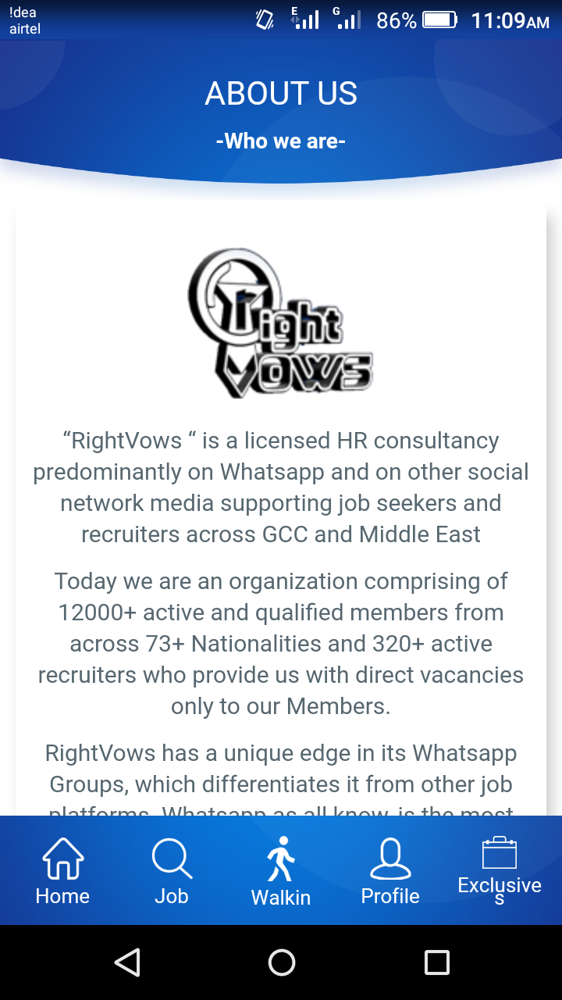 !dea
airtel
E
G
86%
11:09AM
ABOUT US
-Who we are-
Right
Vows
“RightVows “ is a licensed HR consultancy
predominantly on Whatsapp and on other social
network media supporting job seekers and
recruiters across GCC and Middle East
Today we are an organization comprising of
12000+ active and qualified members from
across 73+ Nationalities and 320+ active
recruiters who provide us with direct vacancies
only to our Members.
RightVows has a unique edge in its Whatsapp
Groups, which differentiates it from other job
platforms. Whatsapp as all know, is the most
Home
Job
Walkin
Profile
Exclusive
s